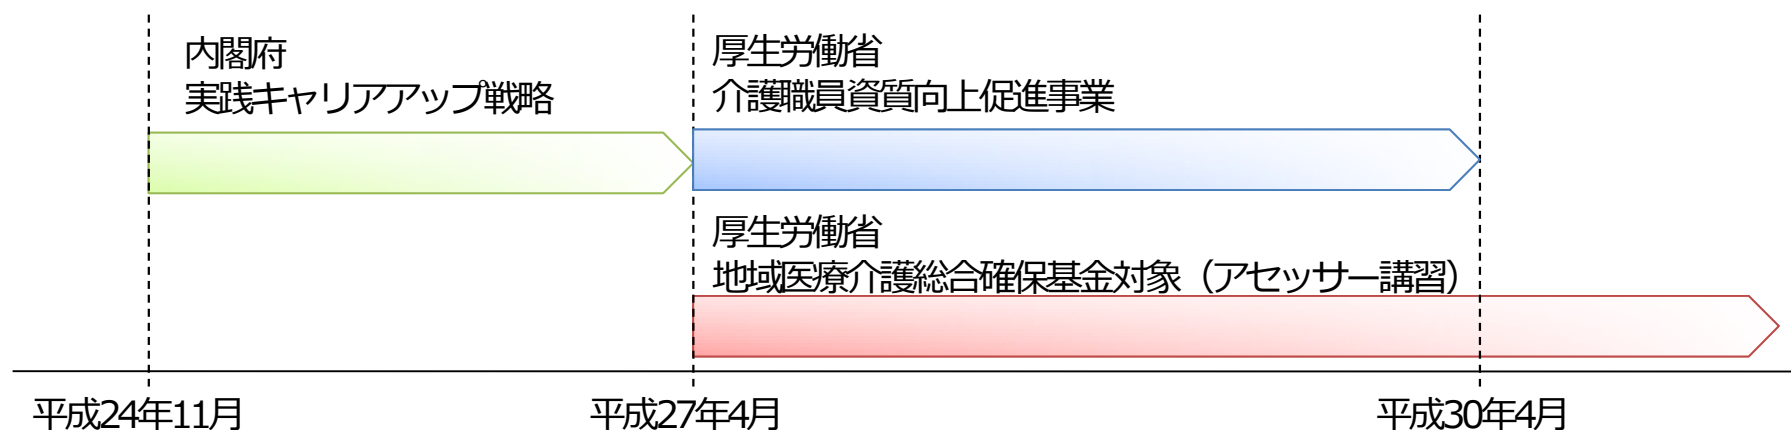 内閣府
実践キャリアアップ戦略
厚生労働省
介護職員資質向上促進事業
厚生労働省
地域医療介護総合確保基金対象（アセッサー講習）
平成24年11月
平成27年4月
平成30年4月